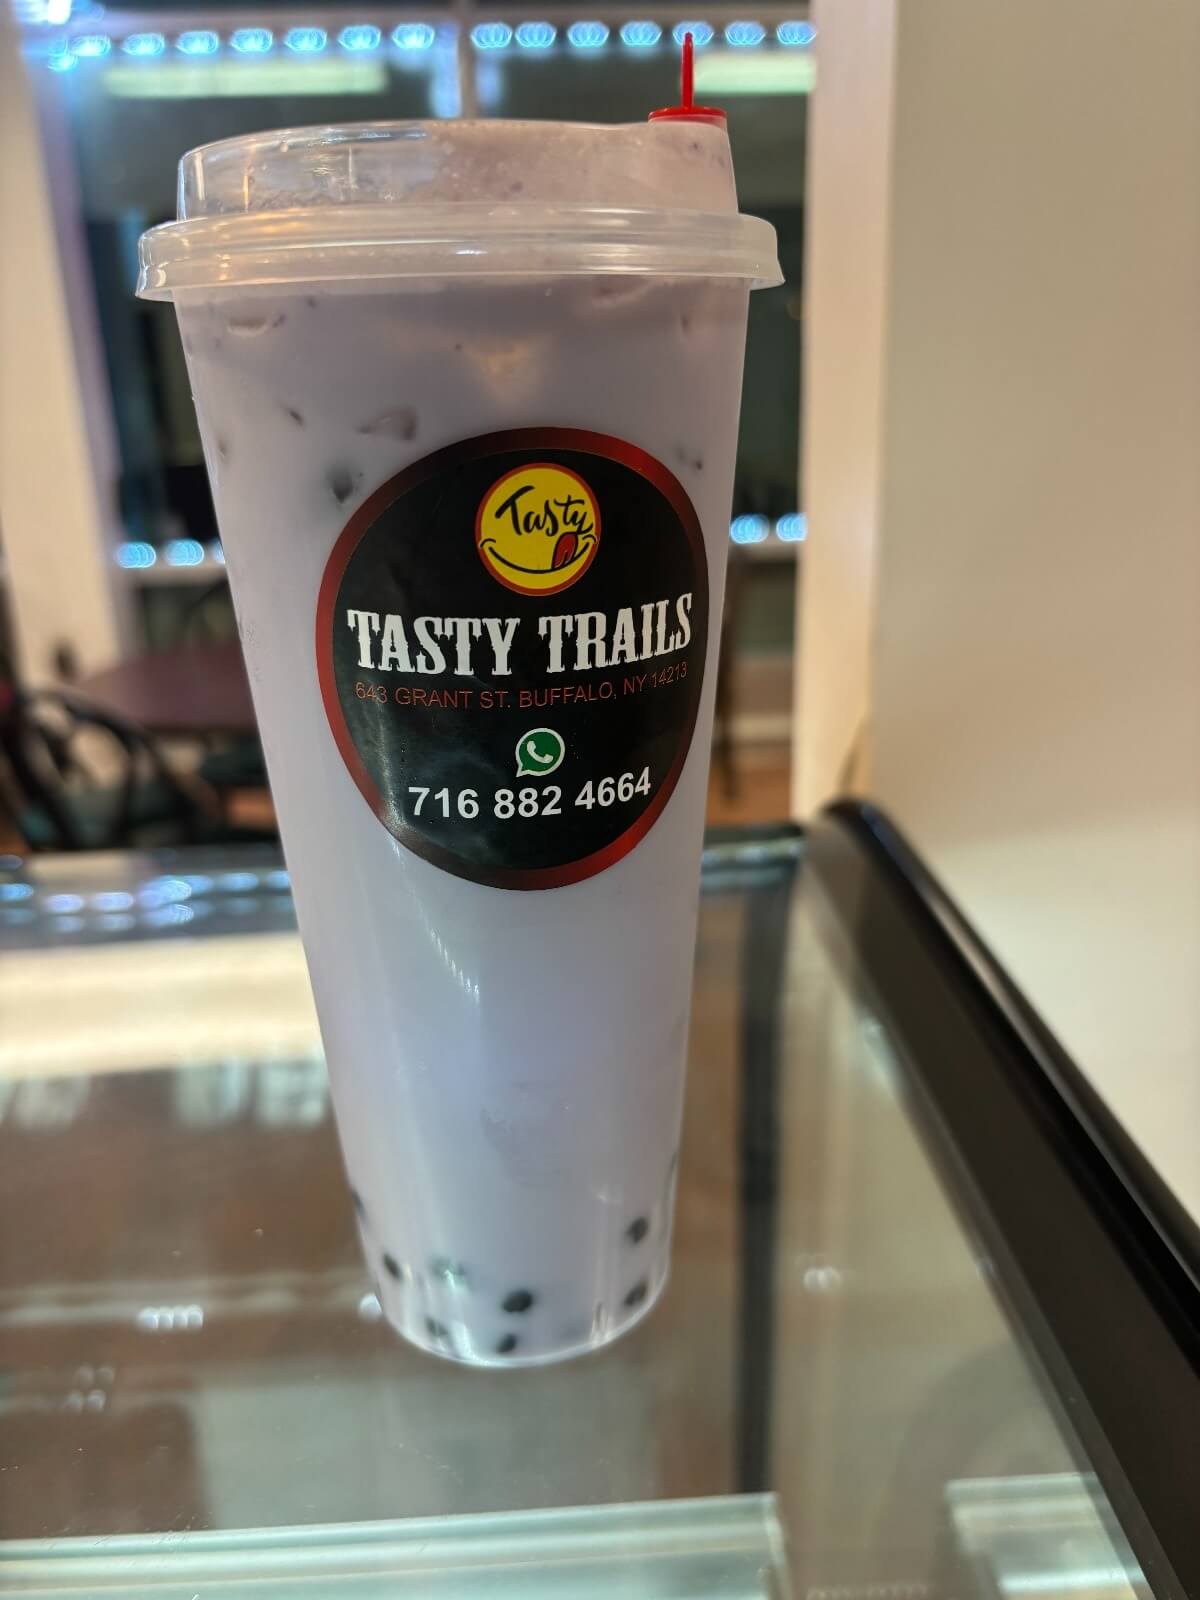 Tasty
TASTY TRAILS
643 GRANT ST. BUFFALO, NY 14213
716 882 4664